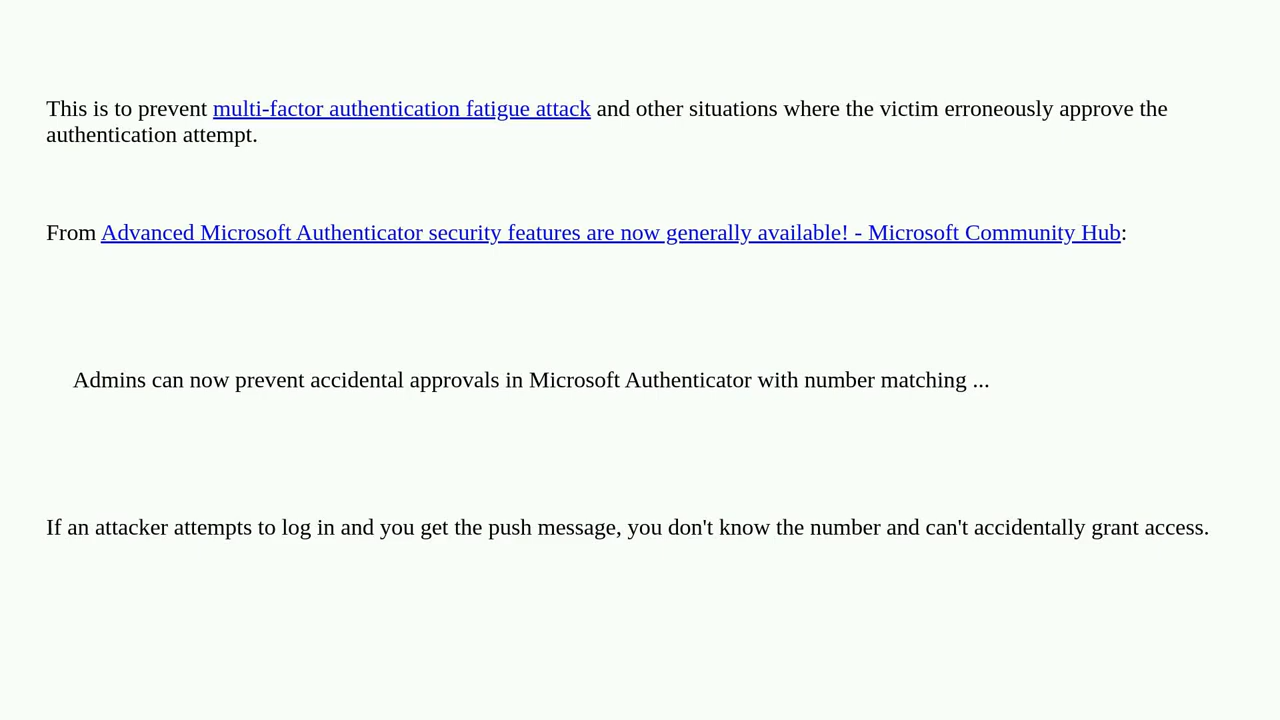 This is to prevent multi-factor authentication fatigue attack and other situations where the victim erroneously approve the
authentication attempt.
From Advanced Microsoft Authenticator security features are now generally available! - Microsoft Community Hub:
Admins can now prevent accidental approvals in Microsoft Authenticator with number matching ...
If an attacker attempts to log in and you get the push message, you don't know the number and can't accidentally grant access.